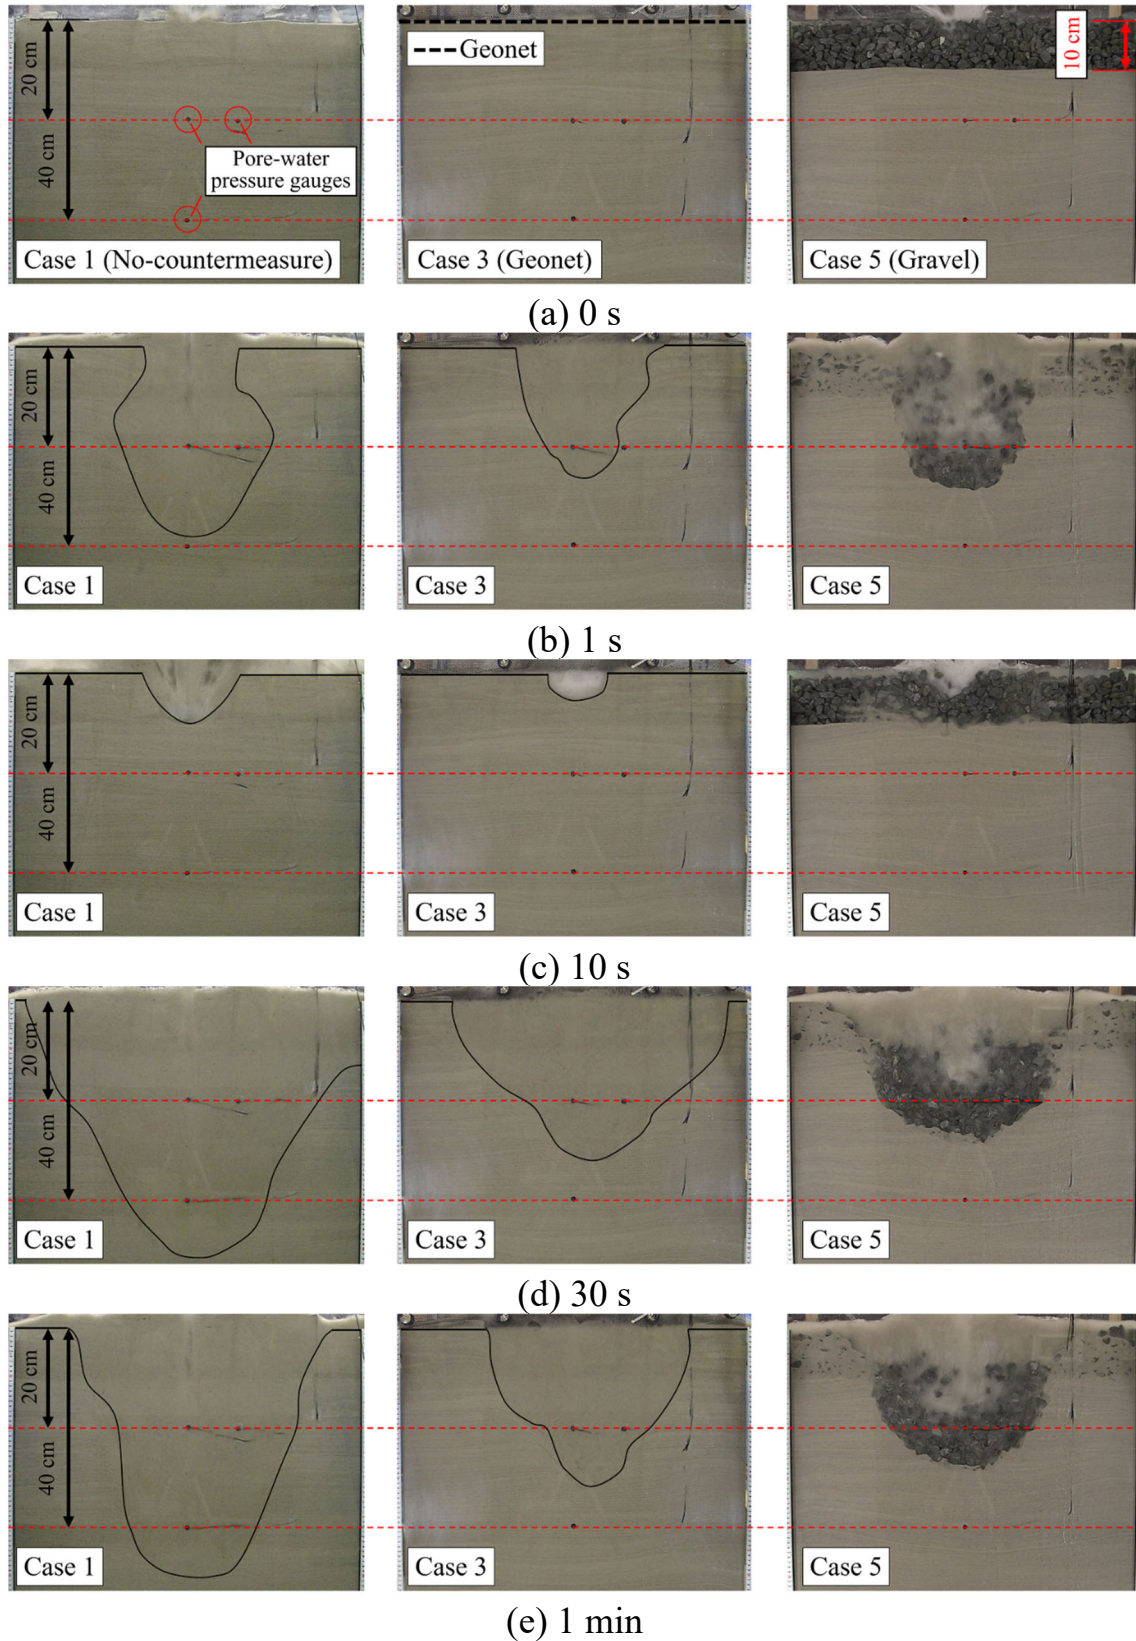 20 cm
40 cm
Pore-water
pressure gauges
Case 1 (No-countermeasure)
Geonet
Case 3 (Geonet)
10 cm
Case 5 (Gravel)
(a) 0 s
20 cm
40 cm
Case 1
Case 3
Case 5
(b) 1 s
20 cm
40 cm
Case 1
Case 3
Case 5
(c) 10 s
20 cm
40 cm
Case 1
Case 3
Case 5
(d) 30 s
20 cm
40 cm
Case 1
Case 3
Case 5
(e) 1 min